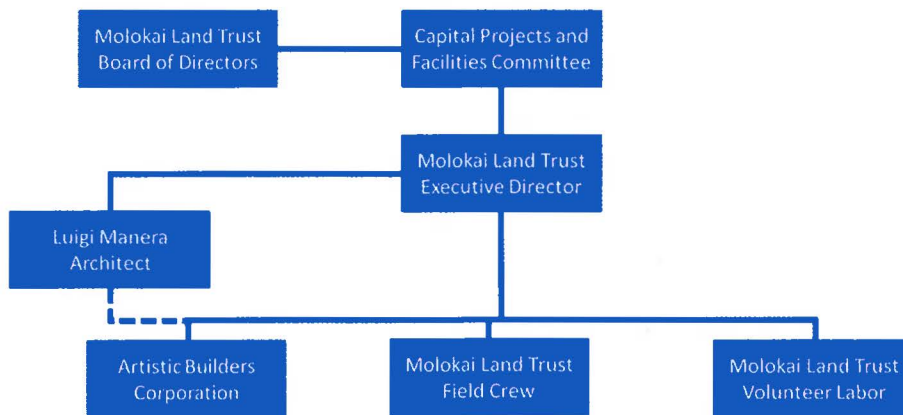 Molokai Land Trust
Board of Directors
Capital Projects and
Facilities Committee
Molokai Land Trust
Executive Director
Luigi Manera
Architect
Artistic Builders
Corporation
Molokai Land Trust
Field Crew
Molokai Land Trust
Volunteer Labor